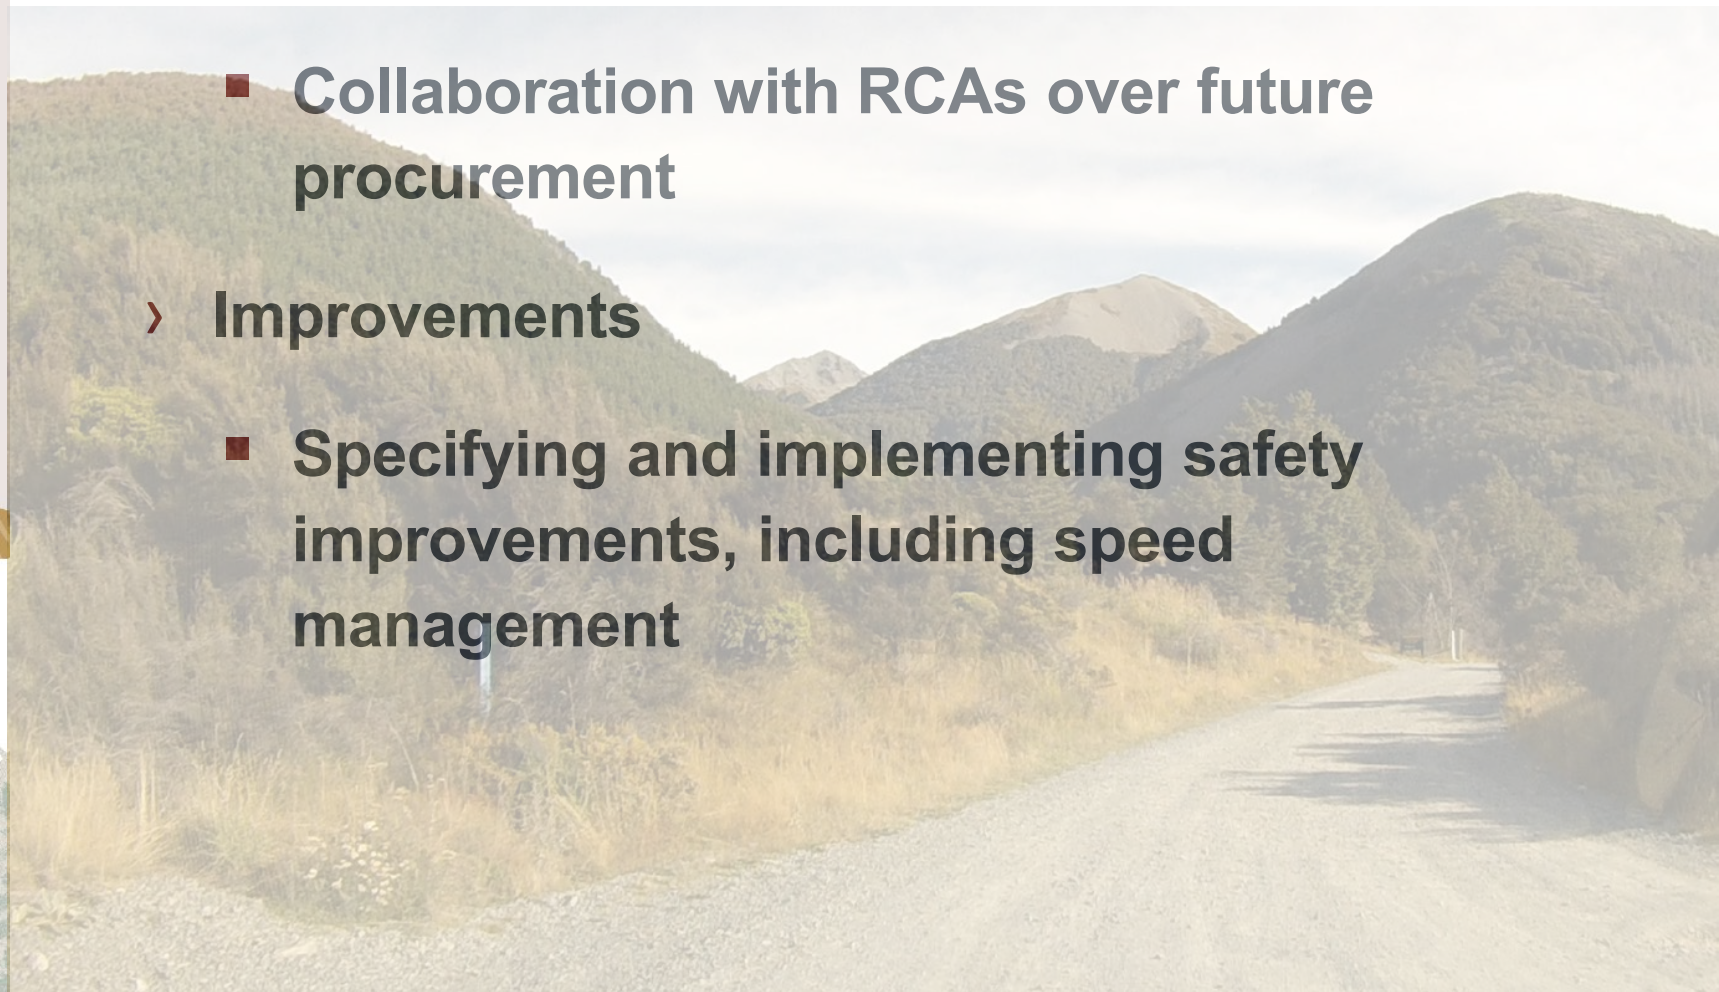 ▪ Collaboration with RCAs over future
procurement
› Improvements
▪ Specifying and implementing safety
improvements, including speed
management